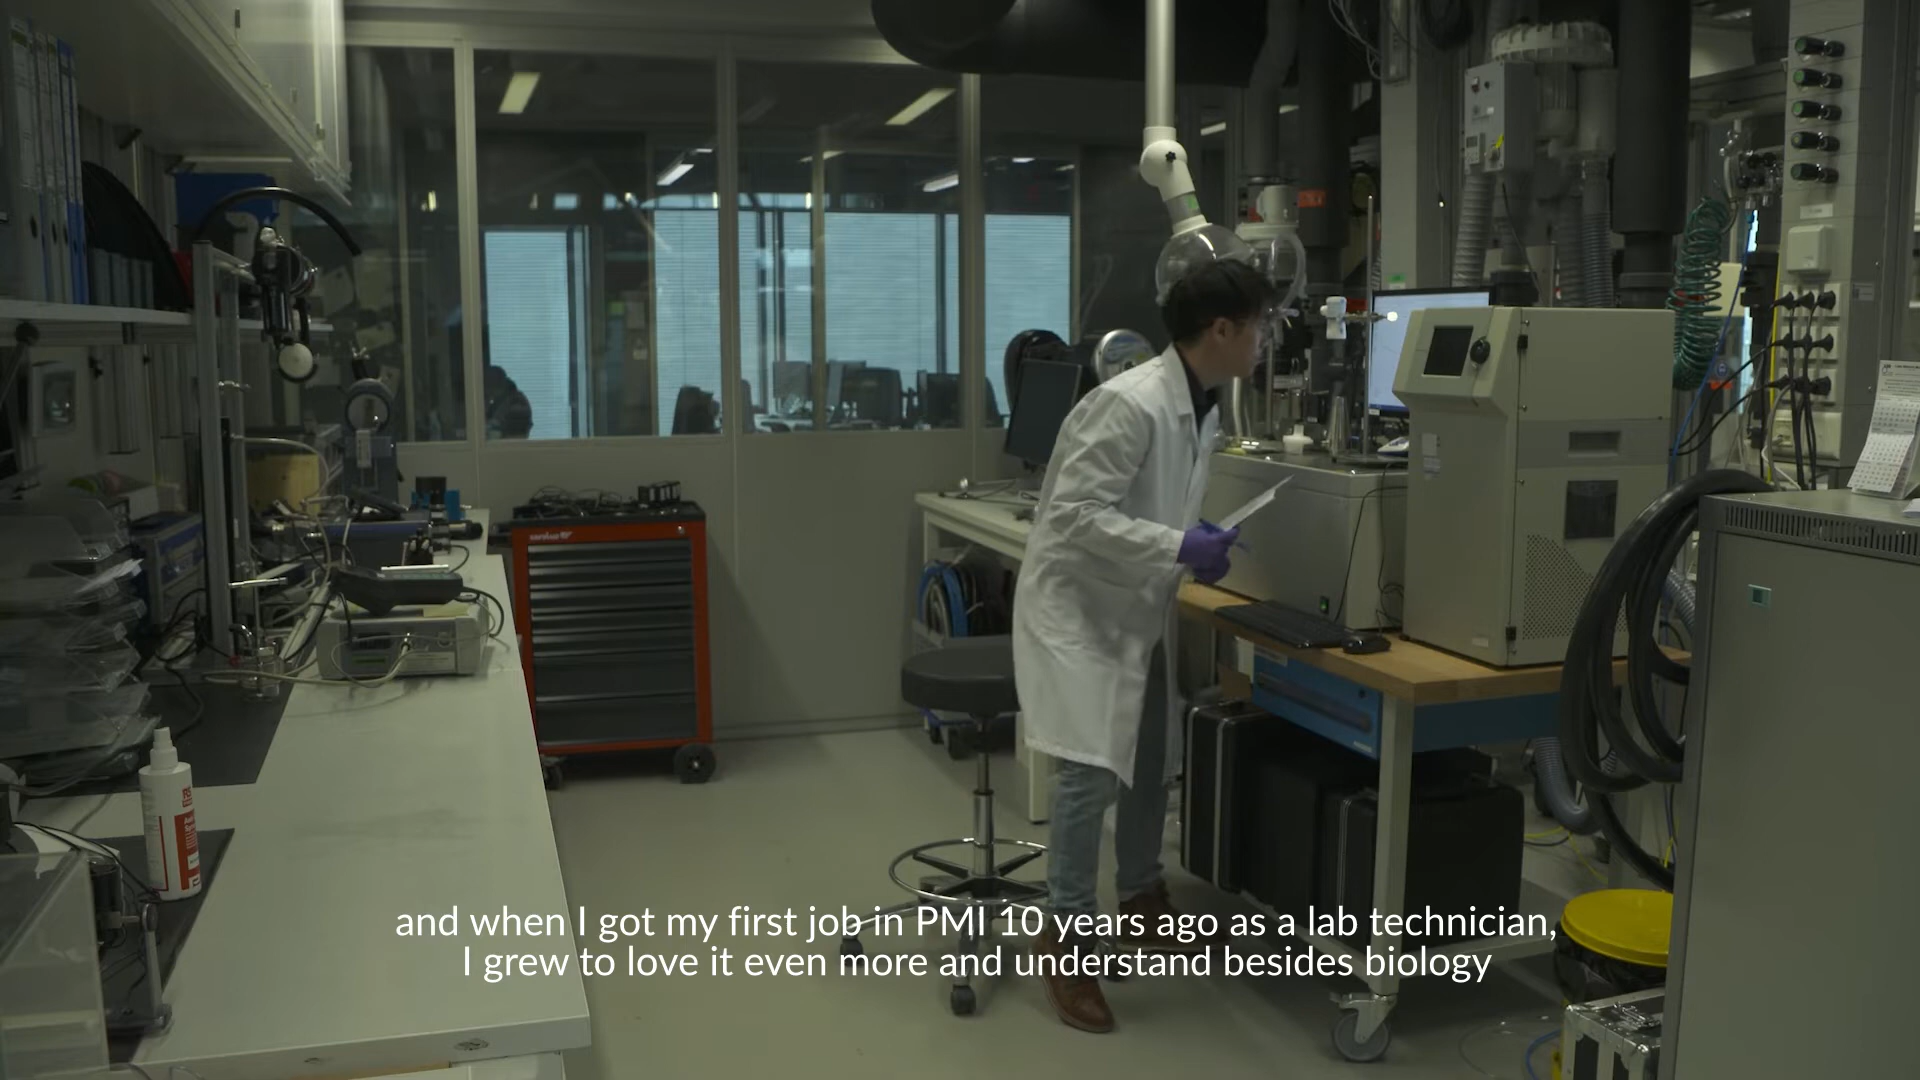 and when I got my first job in PMI 10 years ago as a lab technician,
I grew to love it even more and understand besides biology